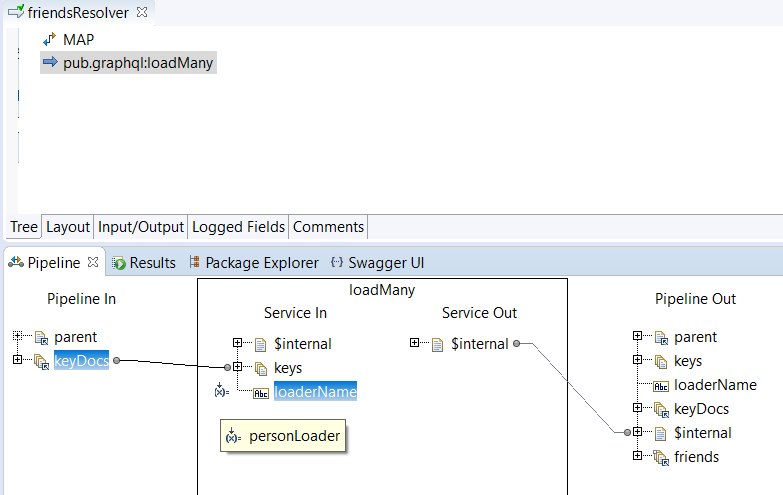 friendsResolver
MAP
pub.graphql:loadMany
Tree Layout Input/Output Logged Fields Comments
Pipeline Results Package Explorer Swagger UI
loadMany
Pipeline In Service In Service Out Pipeline Out
parent $internal $internal parent
keyDocs keys keys
Abc loaderName Abc loaderName
(x)= personLoader keyDocs
$internal
friends